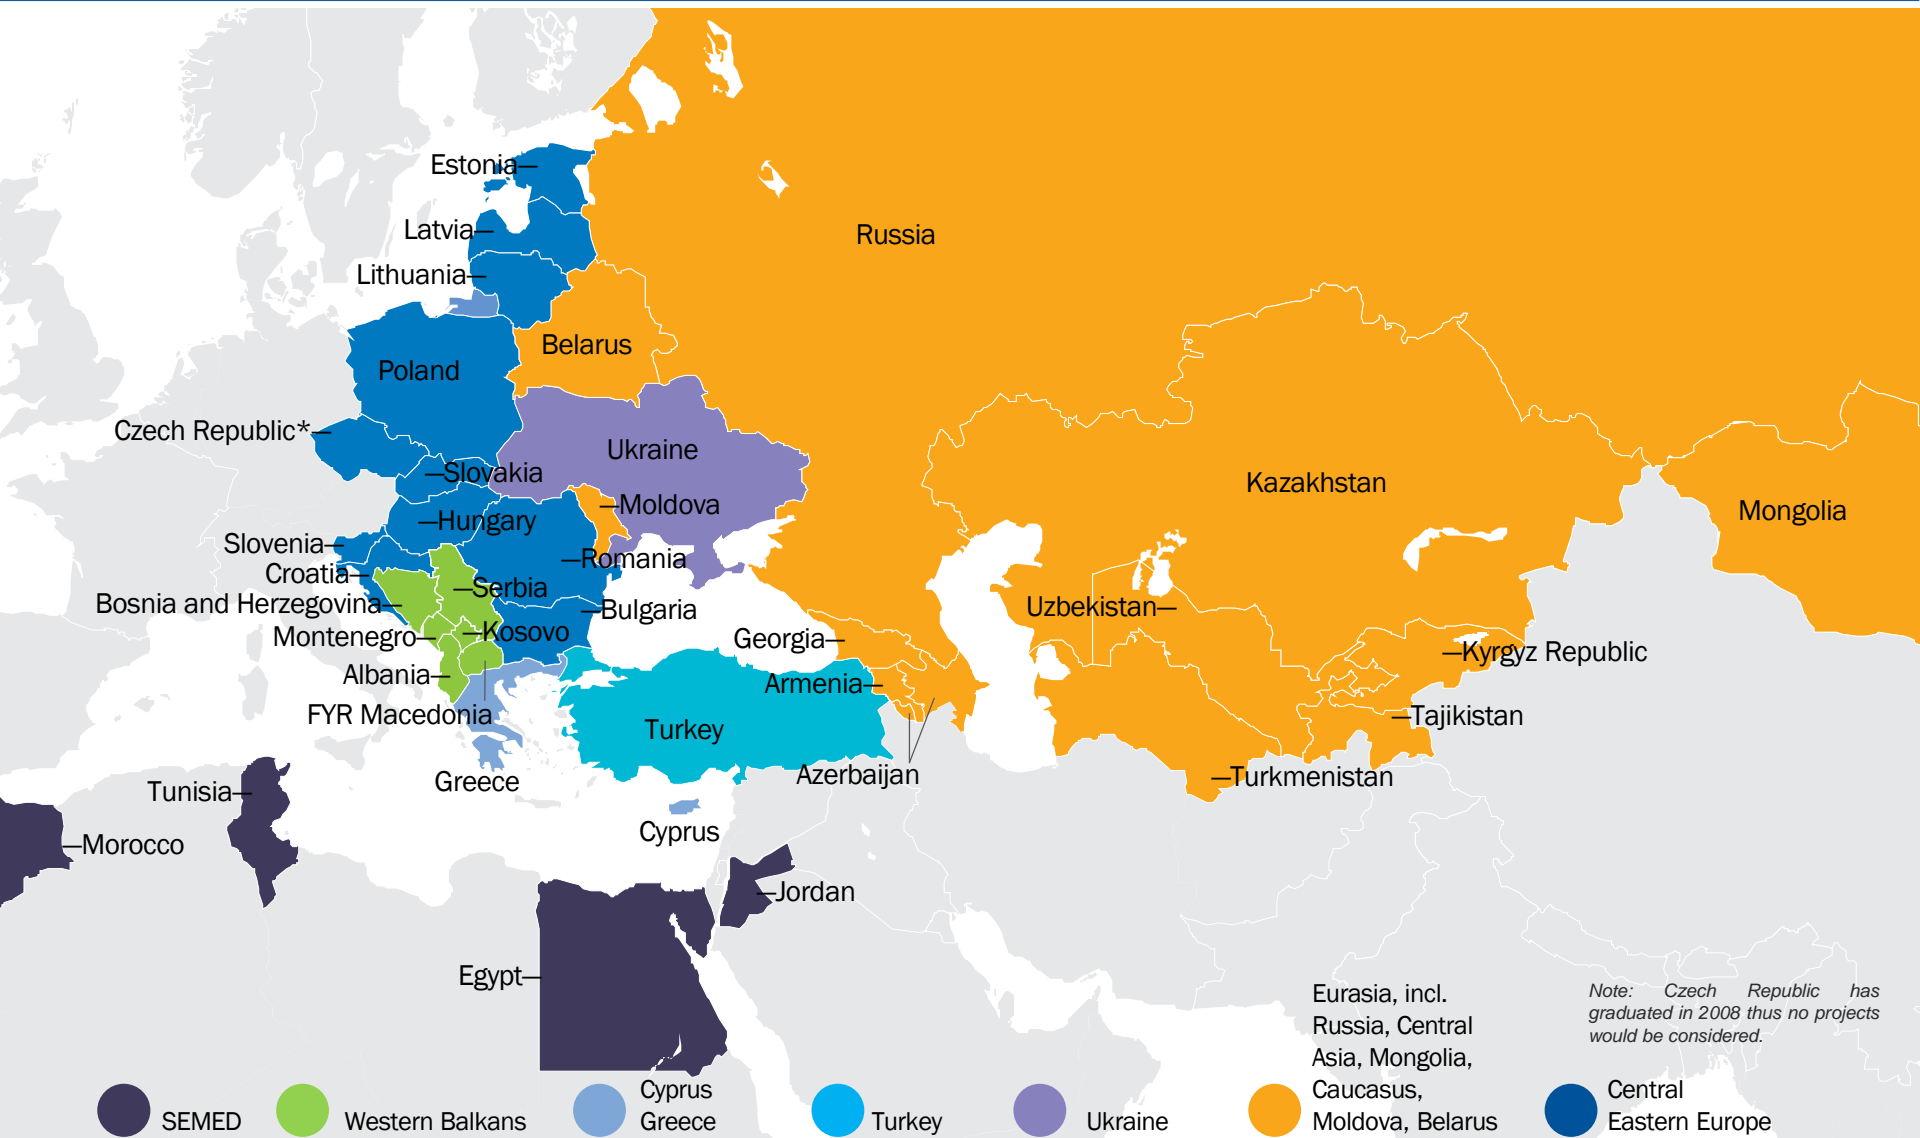 Estonia
Latvia
Russia
Lithuania
Belarus
Poland
Czech Republic*
Ukraine
Slovakia
Kazakhstan
Moldova
Mongolia
Hungary
Slovenia
Romania
Croatia
Serbia
Bosnia and Herzegovina
Bulgaria
Uzbekistan
Kosovo
Montenegro
Georgia
Kyrgyz Republic
Albania
Armenia
FYR Macedonia
Tajikistan
Turkey
Greece
Azerbaijan
Turkmenistan
Tunisia
Cyprus
Morocco
Jordan
Egypt
Note: Czech Republic has
graduated in 2008 thus no projects
would be considered.
SEMED
Western Balkans
Cyprus
Greece
Turkey
Ukraine
Eurasia, incl.
Russia, Central
Asia, Mongolia,
Caucasus,
Moldova, Belarus
Central
Eastern Europe